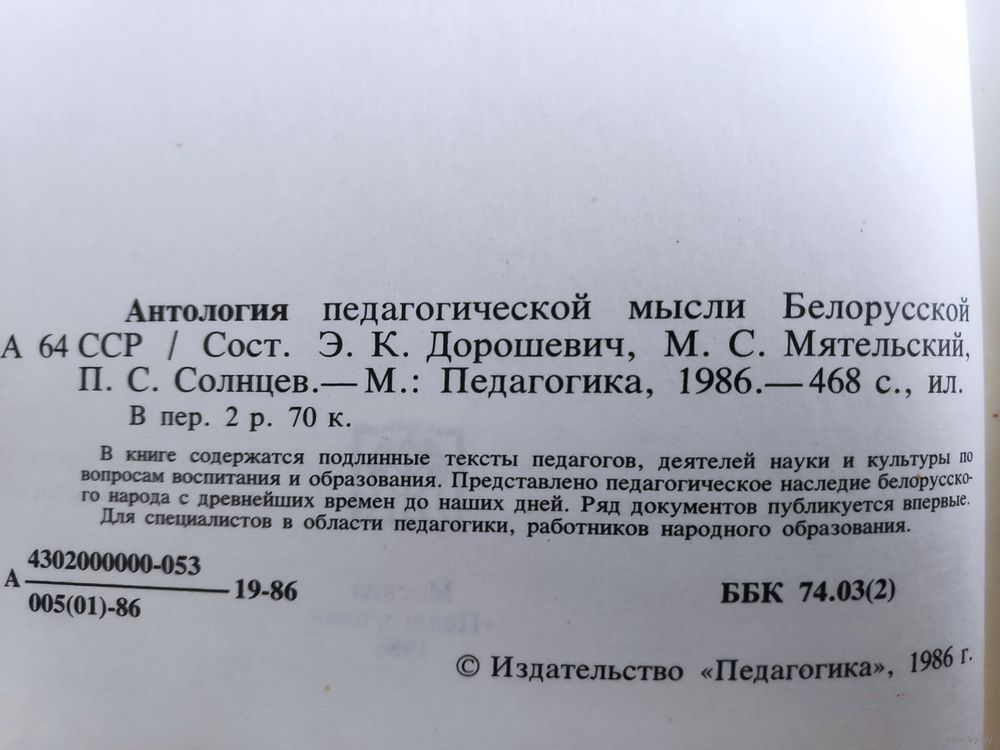 Антология педагогической мысли Белорусской
А 64 ССР / Сост. Э. К. Дорошевич, М. С. Мятельский,
П. С. Солнцев.— М.: Педагогика, 1986.— 468 с., ил.
В пер. 2 р. 70 к.
В книге содержатся подлинные тексты педагогов, деятелей науки и культуры по
вопросам воспитания и образования. Представлено педагогическое наследие белорусско-
го народа с древнейших времен до наших дней. Ряд документов публикуется впервые.
Для специалистов в области педагогики, работников народного образования.
4302000000-053
А 19-86
005(01)-86
ББК 74.03(2)
© Издательство «Педагогика», 1986 г.